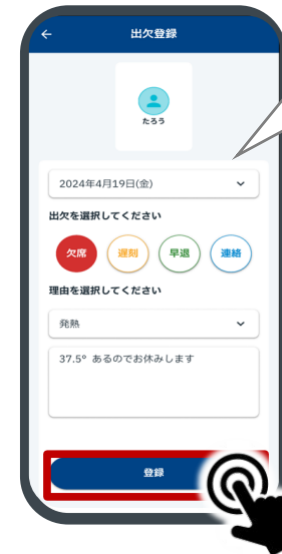 出欠登録
たろう
2024年4月19日(金)
出欠を選択してください
欠席 遅刻 早退 連絡
理由を選択してください
発熱
37.5° あるのでお休みします
登録